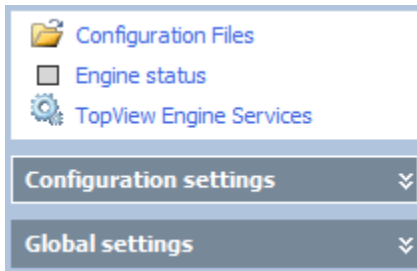 Configuration Files
Engine status
TopView Engine Services
Configuration settings
Global settings